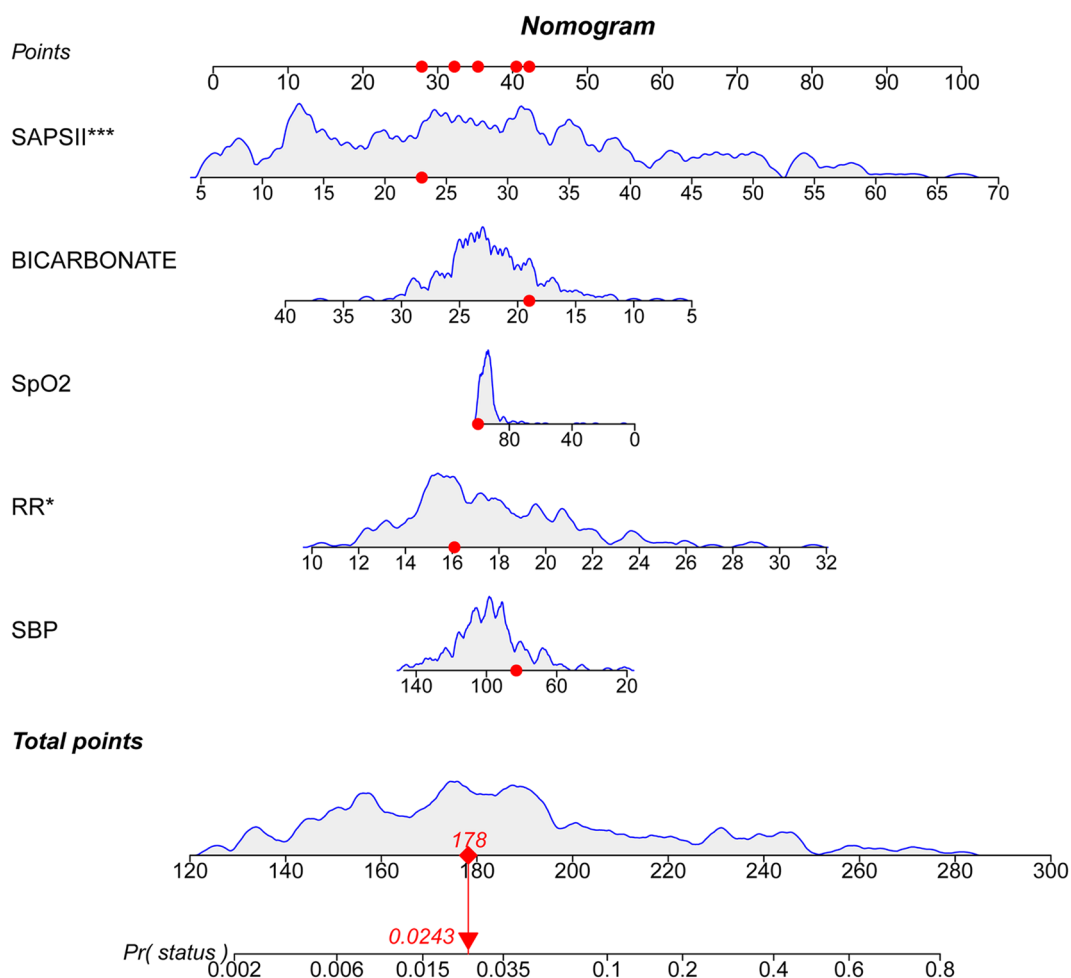 Nomogram
Points
0 10 20 30 40 50 60 70 80 90 100
SAPSII***
5 10 15 20 25 30 35 40 45 50 55 60 65 70
BICARBONATE
40 35 30 25 20 15 10 5
SpO2
80 40 0
RR*
10 12 14 16 18 20 22 24 26 28 30 32
SBP
140 100 60 20
Total points
178
120 140 160 180 200 220 240 260 280 300
0.0243
Pr( status )
0.002 0.006 0.015 0.035 0.1 0.2 0.4 0.6 0.8